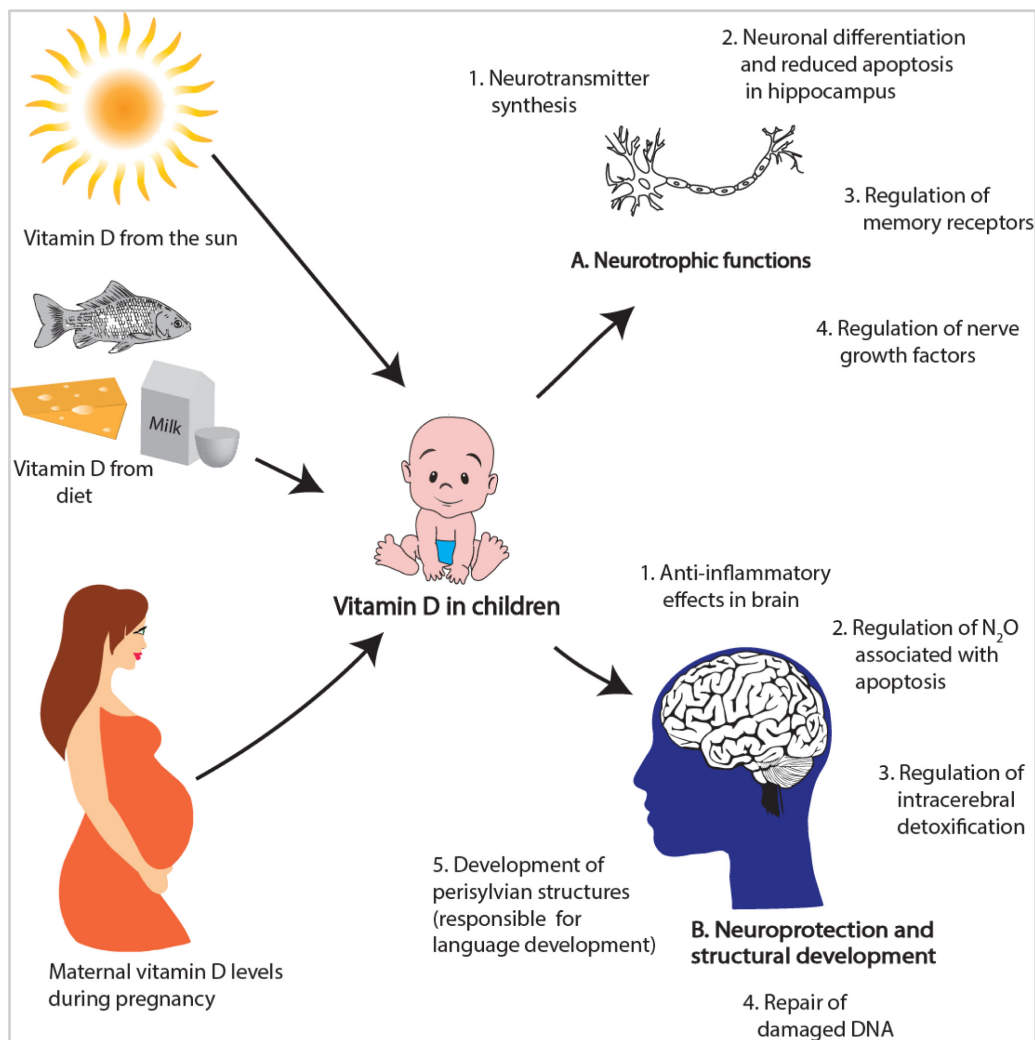 Vitamin D from the sun
Milk
Vitamin D from
diet
Maternal vitamin D levels
during pregnancy
Vitamin D in children
1. Neurotransmitter
synthesis
2. Neuronal differentiation
and reduced apoptosis
in hippocampus
3. Regulation of
memory receptors
4. Regulation of nerve
growth factors
A. Neurotrophic functions
1. Anti-inflammatory
effects in brain
2. Regulation of N₂O
associated with
apoptosis
3. Regulation of
intracerebral
detoxification
4. Repair of
damaged DNA
5. Development of
perisylvian structures
(responsible for
language development)
B. Neuroprotection and
structural development